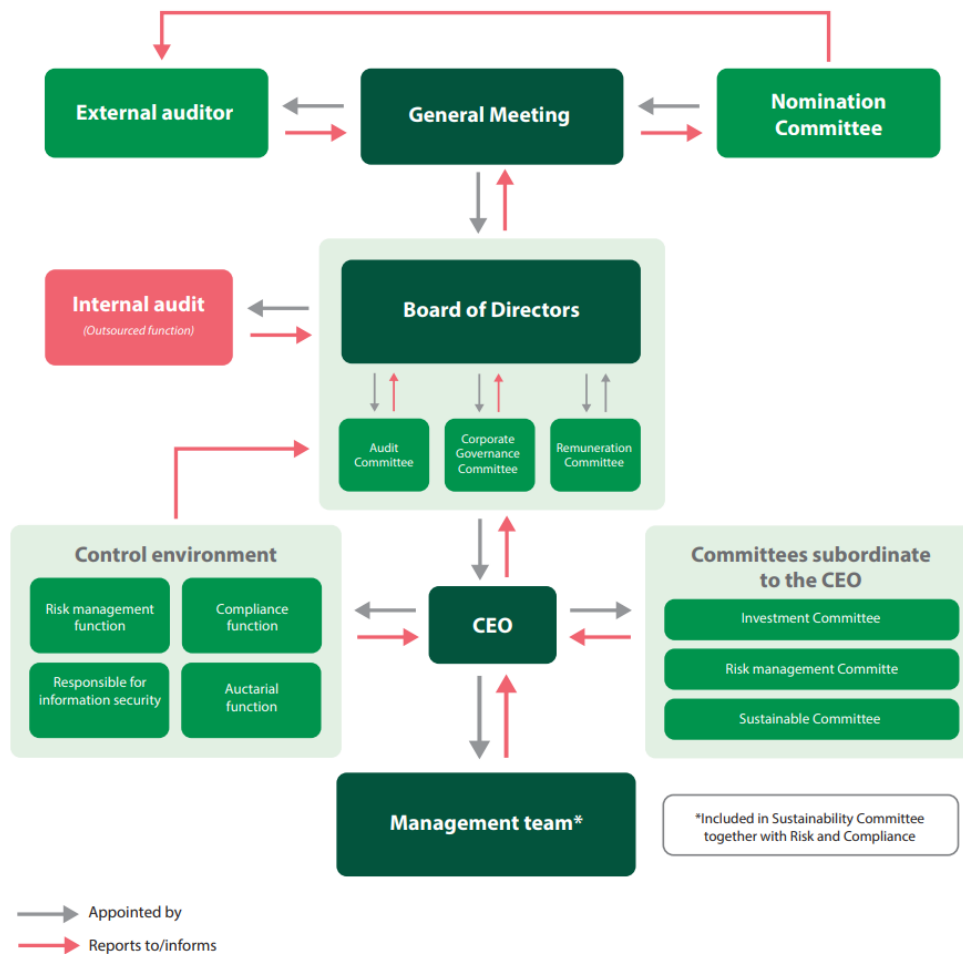 External auditor
General Meeting
Nomination
Committee
Internal audit
(Outsourced function)
Board of Directors
Audit
Committee
Corporate
Governance
Committee
Remuneration
Committee
Control environment
Risk management
function
Compliance
function
Responsible for
information security
Auctarial
function
CEO
Committees subordinate
to the CEO
Investment Committee
Risk management Committe
Sustainable Committee
Management team*
*Included in Sustainability Committee
together with Risk and Compliance
Appointed by
Reports to/informs